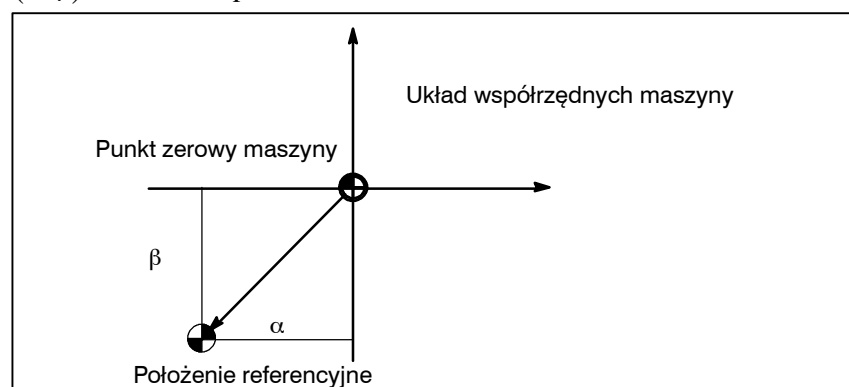 Układ współrzędnych maszyny
Punkt zerowy maszyny
β
α
Położenie referencyjne